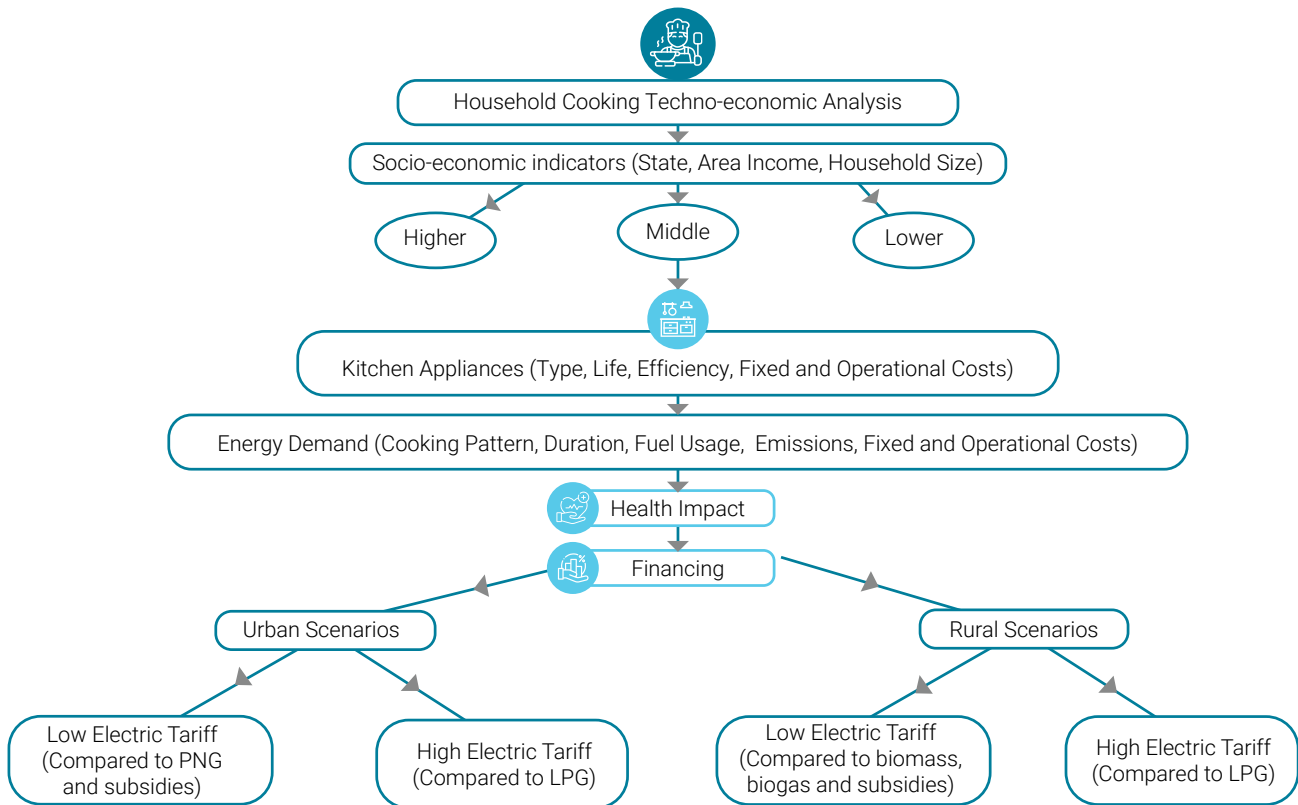 Household Cooking Techno-economic Analysis
Socio-economic indicators (State, Area Income, Household Size)
Higher
Middle
Lower
Kitchen Appliances (Type, Life, Efficiency, Fixed and Operational Costs)
Energy Demand (Cooking Pattern, Duration, Fuel Usage, Emissions, Fixed and Operational Costs)
Health Impact
Financing
Urban Scenarios
Rural Scenarios
Low Electric Tariff
(Compared to PNG
and subsidies)
High Electric Tariff
(Compared to LPG)
Low Electric Tariff
(Compared to biomass,
biogas and subsidies)
High Electric Tariff
(Compared to LPG)